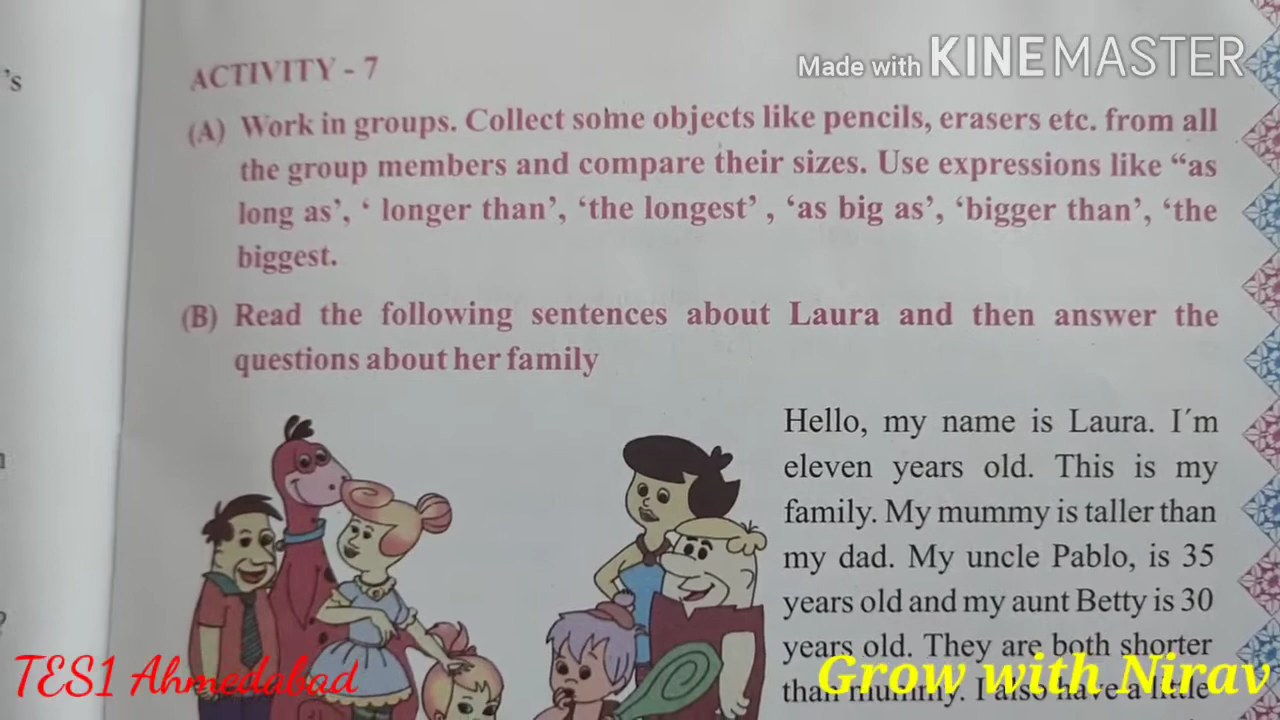 's
Made with KINEMASTER
ACTIVITY - 7
(A) Work in groups. Collect some objects like pencils, erasers etc. from all
the group members and compare their sizes. Use expressions like “as
long as’, ‘ longer than’, ‘the longest’ , ‘as big as’, ‘bigger than’, ‘the
biggest.
(B) Read the following sentences about Laura and then answer the
questions about her family
Hello, my name is Laura. I´m
eleven years old. This is my
family. My mummy is taller than
my dad. My uncle Pablo, is 35
years old and my aunt Betty is 30
years old. They are both shorter
than mummy. I also have a little
TES1 Ahmedabad
Grow with Nirav